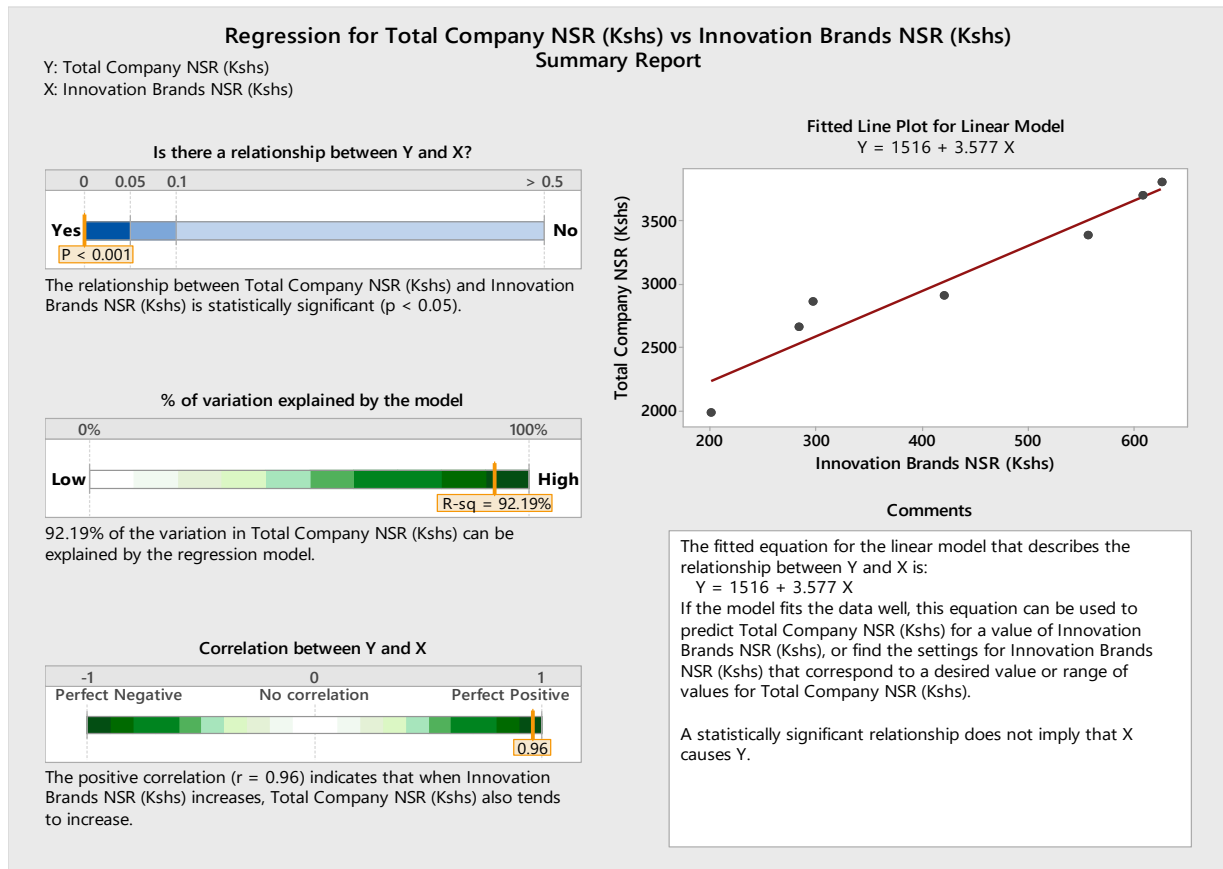 Regression for Total Company NSR (Kshs) vs Innovation Brands NSR (Kshs)
Summary Report
Y: Total Company NSR (Kshs)
X: Innovation Brands NSR (Kshs)
Is there a relationship between Y and X?
0 0.05 0.1 > 0.5
Yes No
P < 0.001
The relationship between Total Company NSR (Kshs) and Innovation
Brands NSR (Kshs) is statistically significant (p < 0.05).
% of variation explained by the model
0% 100%
Low High
R-sq = 92.19%
92.19% of the variation in Total Company NSR (Kshs) can be
explained by the regression model.
Correlation between Y and X
-1 0 1
Perfect Negative No correlation Perfect Positive
0.96
The positive correlation (r = 0.96) indicates that when Innovation
Brands NSR (Kshs) increases, Total Company NSR (Kshs) also tends
to increase.
Fitted Line Plot for Linear Model
Y = 1516 + 3.577 X
Total Company NSR (Kshs)
3500
3000
2500
2000
200 300 400 500 600
Innovation Brands NSR (Kshs)
Comments
The fitted equation for the linear model that describes the
relationship between Y and X is:
Y = 1516 + 3.577 X
If the model fits the data well, this equation can be used to
predict Total Company NSR (Kshs) for a value of Innovation
Brands NSR (Kshs), or find the settings for Innovation Brands
NSR (Kshs) that correspond to a desired value or range of
values for Total Company NSR (Kshs).
A statistically significant relationship does not imply that X
causes Y.